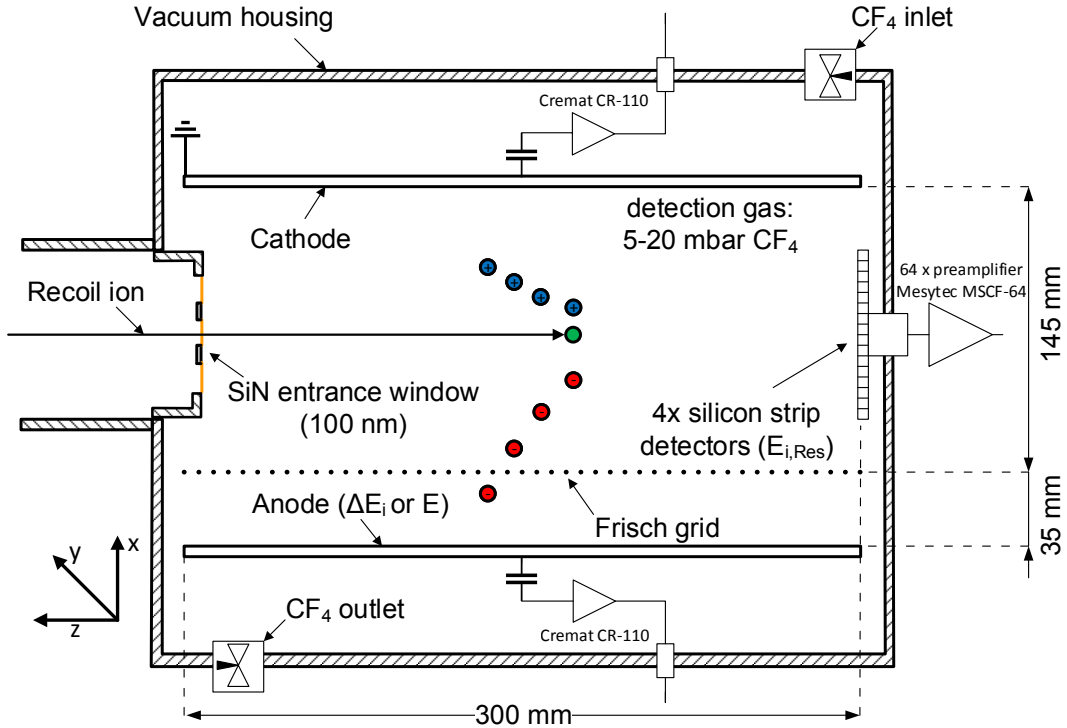 Vacuum housing
CF₄ inlet
Cremat CR-110
Cathode
detection gas:
5-20 mbar CF₄
Recoil ion
64 x preamplifier
Mesytec MSCF-64
145 mm
SiN entrance window
(100 nm)
4x silicon strip
detectors (Eᵢ,Res)
Anode (ΔEᵢ or E)
Frisch grid
35 mm
x
y
z
CF₄ outlet
Cremat CR-110
300 mm
+
+
+
+
-
-
-
-